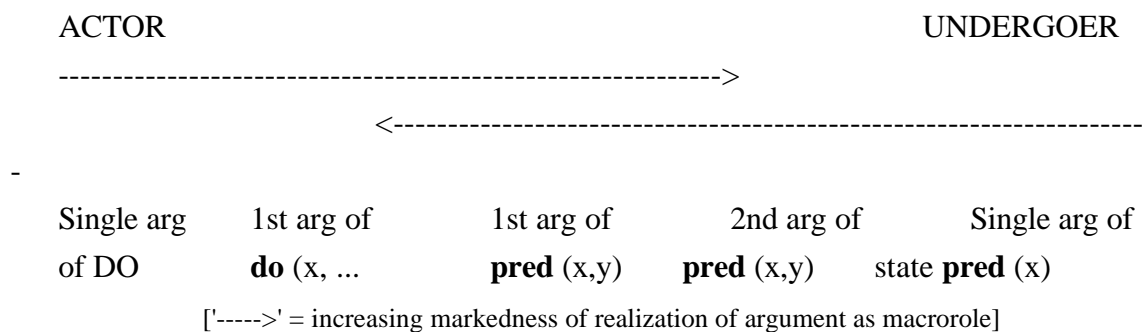 ACTOR UNDERGOER
------------------------------------------------------------->
<---------------------------------------------------------------------
-
Single arg 1st arg of 1st arg of 2nd arg of Single arg of
of DO do (x, ... pred (x,y) pred (x,y) state pred (x)
['----->' = increasing markedness of realization of argument as macrorole]